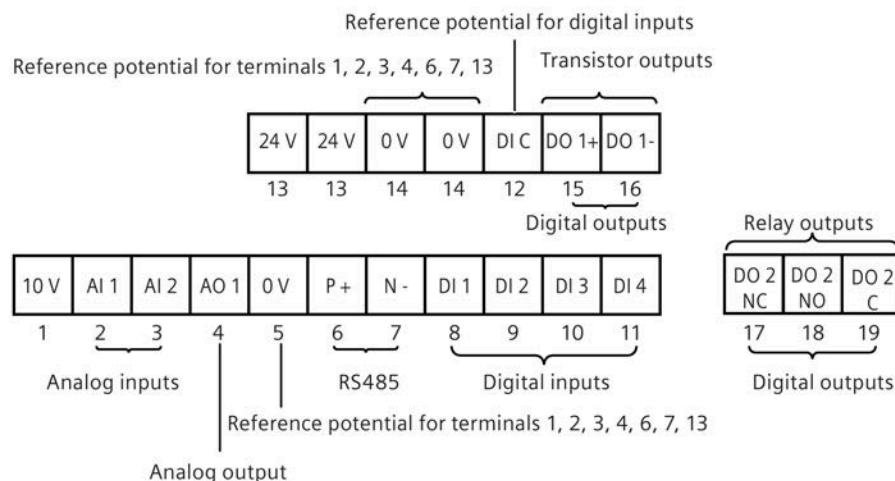 Reference potential for digital inputs
Reference potential for terminals 1, 2, 3, 4, 6, 7, 13
Transistor outputs
24 V 24 V 0 V 0 V DI C DO 1+ DO 1-
13 13 14 14 12 15 16
Digital outputs
Relay outputs
10 V AI 1 AI 2 AO 1 0 V P + N - DI 1 DI 2 DI 3 DI 4
DO 2 DO 2 DO 2
NC NO C
1 2 3 4 5 6 7 8 9 10 11 17 18 19
Analog inputs RS485 Digital inputs Digital outputs
Reference potential for terminals 1, 2, 3, 4, 6, 7, 13
Analog output